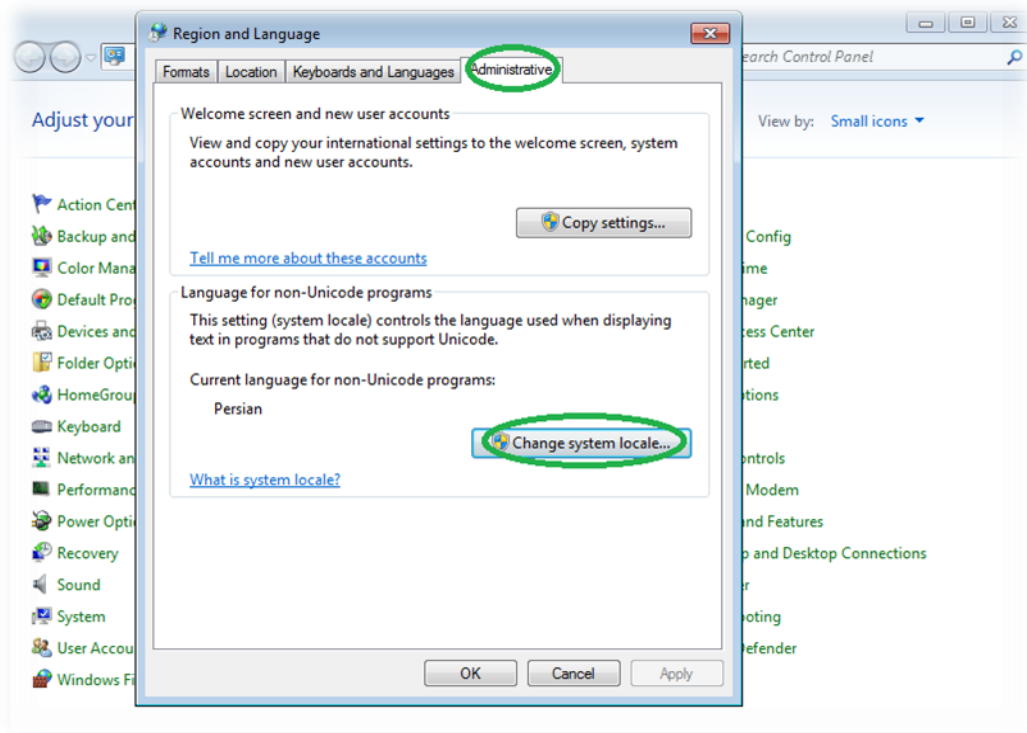 Region and Language
earch Control Panel
Formats Location Keyboards and Languages Administrative
Adjust your
View by: Small icons
Welcome screen and new user accounts
View and copy your international settings to the welcome screen, system
accounts and new user accounts.
Copy settings...
Tell me more about these accounts
Language for non-Unicode programs
This setting (system locale) controls the language used when displaying
text in programs that do not support Unicode.
Current language for non-Unicode programs:
Persian
Change system locale...
What is system locale?
OK Cancel Apply
Action Cent
Backup and
Color Mana
Default Pro
Devices and
Folder Opti
HomeGroup
Keyboard
Network an
Performanc
Power Opti
Recovery
Sound
System
User Accou
Windows Fi
Config
ime
nager
cess Center
rted
ptions
ontrols
Modem
and Features
p and Desktop Connections
er
ooting
Defender